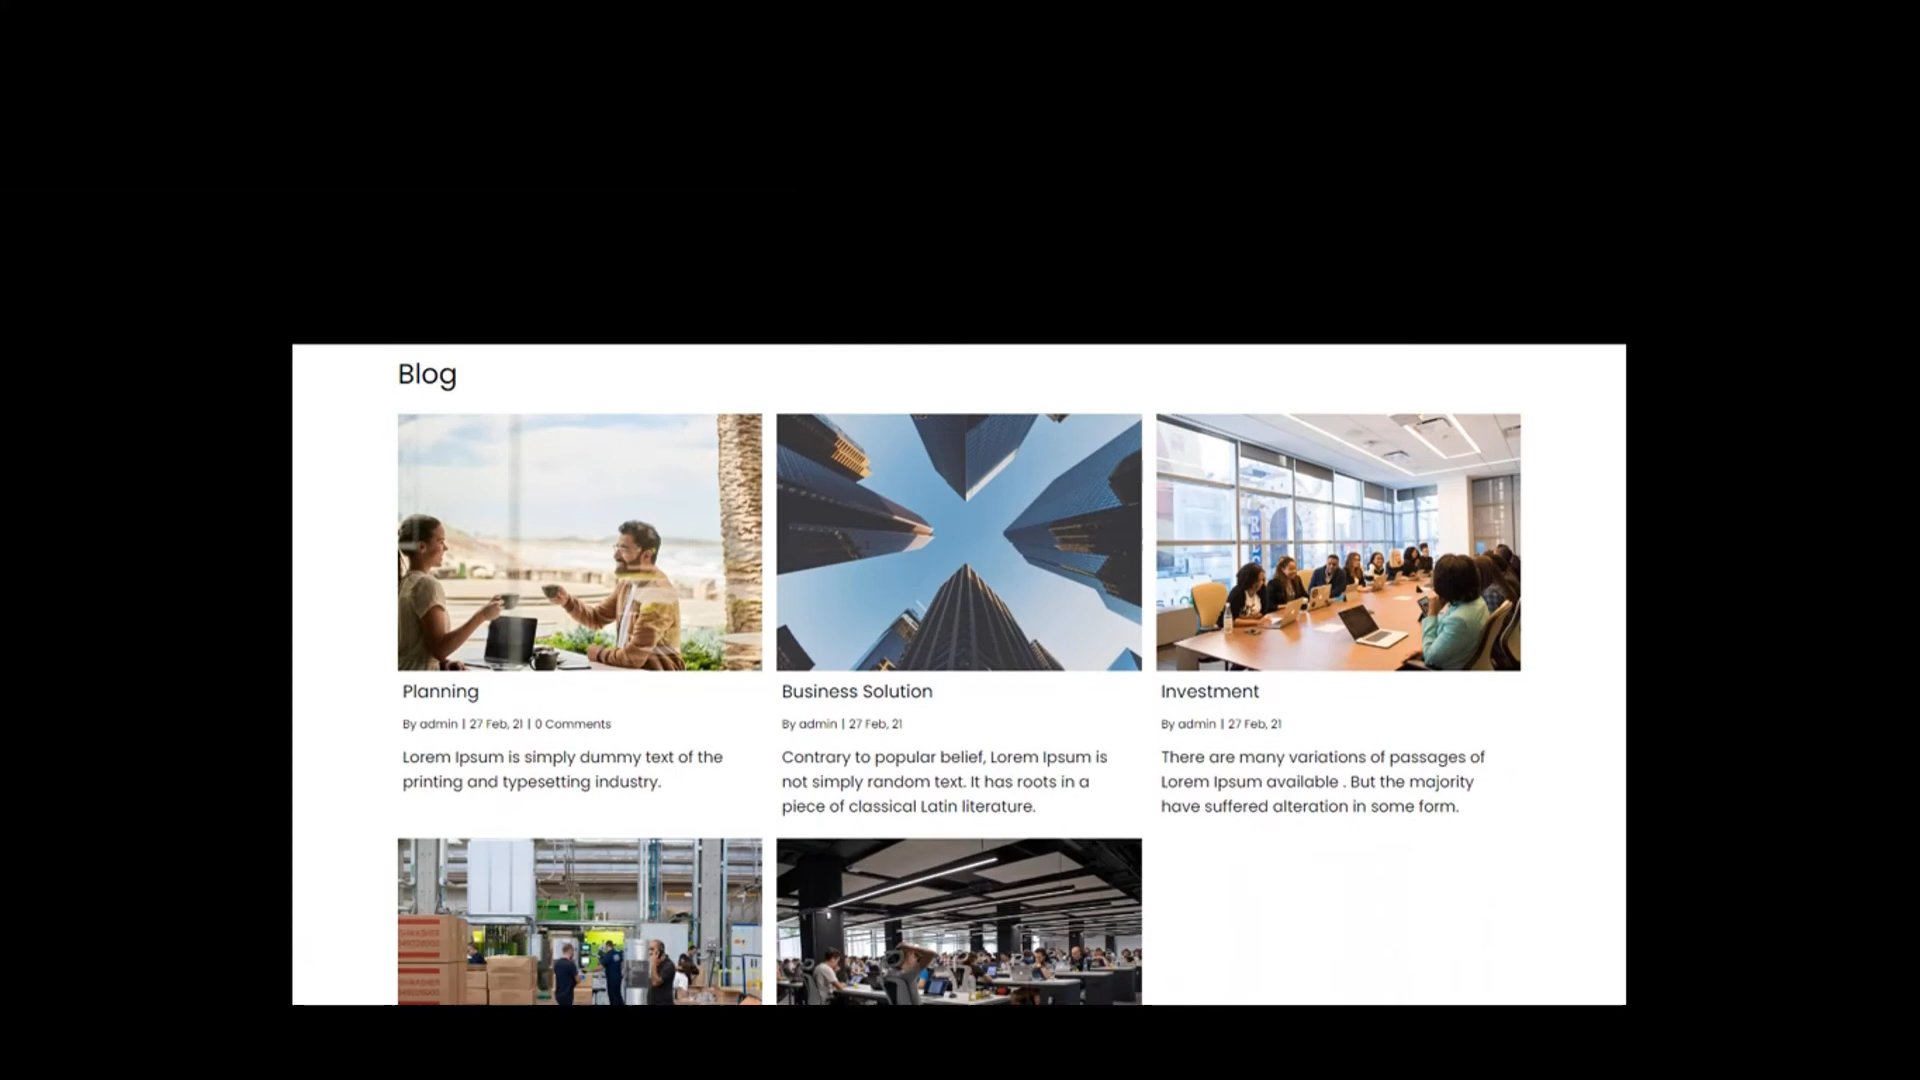 Blog
Planning
By admin | 27 Feb, 21 | 0 Comments
Lorem Ipsum is simply dummy text of the
printing and typesetting industry.
Business Solution
By admin | 27 Feb, 21
Contrary to popular belief, Lorem Ipsum is
not simply random text. It has roots in a
piece of classical Latin literature.
Investment
By admin | 27 Feb, 21
There are many variations of passages of
Lorem Ipsum available . But the majority
have suffered alteration in some form.